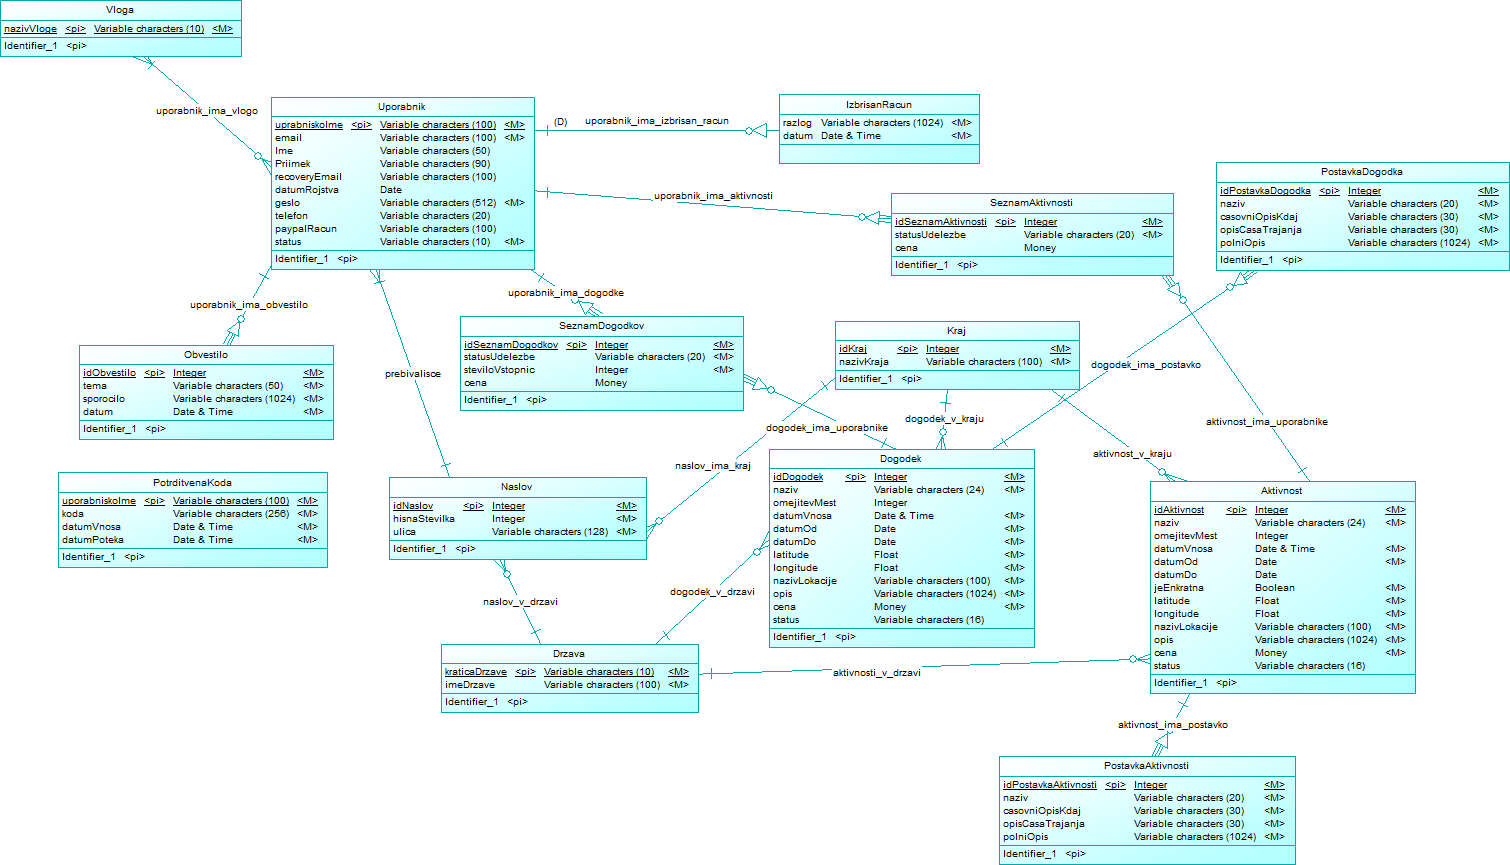 Vloga
nazivVloge <pi> Variable characters (10) <M>
Identifier_1 <pi>
uporabnik_ima_vlogo
Uporabnik
uprabniskoIme <pi> Variable characters (100) <M>
email Variable characters (100) <M>
Ime Variable characters (50)
Priimek Variable characters (90)
recoveryEmail Variable characters (100)
datumRojstva Date
geslo Variable characters (512) <M>
telefon Variable characters (20)
paypalRacun Variable characters (100)
status Variable characters (10) <M>
Identifier_1 <pi>
(D)
uporabnik_ima_izbrisan_racun
IzbrisanRacun
razlog Variable characters (1024) <M>
datum Date & Time <M>
uporabnik_ima_aktivnosti
SeznamAktivnosti
idSeznamAktivnosti <pi> Integer <M>
statusUdelezbe Variable characters (20) <M>
cena Money
Identifier_1 <pi>
PostavkaDogodka
idPostavkaDogodka <pi> Integer <M>
naziv Variable characters (20) <M>
casovniOpisKdaj Variable characters (30) <M>
opisCasaTrajanja Variable characters (30) <M>
polniOpis Variable characters (1024) <M>
Identifier_1 <pi>
uporabnik_ima_obvestilo
uporabnik_ima_dogodke
Obvestilo
idObvestilo <pi> Integer <M>
tema Variable characters (50) <M>
sporocilo Variable characters (1024) <M>
datum Date & Time <M>
Identifier_1 <pi>
prebivalisce
SeznamDogodkov
idSeznamDogodkov <pi> Integer <M>
statusUdelezbe Variable characters (20) <M>
steviloVstopnic Integer <M>
cena Money
Identifier_1 <pi>
Kraj
idKraj <pi> Integer <M>
nazivKraja Variable characters (100) <M>
Identifier_1 <pi>
dogodek_ima_postavko
dogodek_ima_uporabnike
dogodek_v_kraju
aktivnost_ima_uporabnike
naslov_ima_kraj
aktivnost_v_kraju
PotrditvenaKoda
uporabniskoIme <pi> Variable characters (100) <M>
koda Variable characters (256) <M>
datumVnosa Date & Time <M>
datumPoteka Date & Time <M>
Identifier_1 <pi>
Naslov
idNaslov <pi> Integer <M>
hisnaStevilka Integer <M>
ulica Variable characters (128) <M>
Identifier_1 <pi>
Dogodek
idDogodek <pi> Integer <M>
naziv Variable characters (24) <M>
omejitevMest Integer
datumVnosa Date & Time <M>
datumOd Date <M>
datumDo Date <M>
latitude Float <M>
longitude Float <M>
nazivLokacije Variable characters (100) <M>
opis Variable characters (1024) <M>
cena Money <M>
status Variable characters (16)
Identifier_1 <pi>
Aktivnost
idAktivnost <pi> Integer <M>
naziv Variable characters (24) <M>
omejitevMest Integer
datumVnosa Date & Time <M>
datumOd Date <M>
datumDo Date
jeEnkratna Boolean <M>
latitude Float <M>
longitude Float <M>
nazivLokacije Variable characters (100) <M>
opis Variable characters (1024) <M>
cena Money <M>
status Variable characters (16)
Identifier_1 <pi>
naslov_v_drzavi
dogodek_v_drzavi
Drzava
kraticaDrzave <pi> Variable characters (10) <M>
imeDrzave Variable characters (100) <M>
Identifier_1 <pi>
aktivnosti_v_drzavi
aktivnost_ima_postavko
PostavkaAktivnosti
idPostavkaAktivnosti <pi> Integer <M>
naziv Variable characters (20) <M>
casovniOpisKdaj Variable characters (30) <M>
opisCasaTrajanja Variable characters (30) <M>
polniOpis Variable characters (1024) <M>
Identifier_1 <pi>